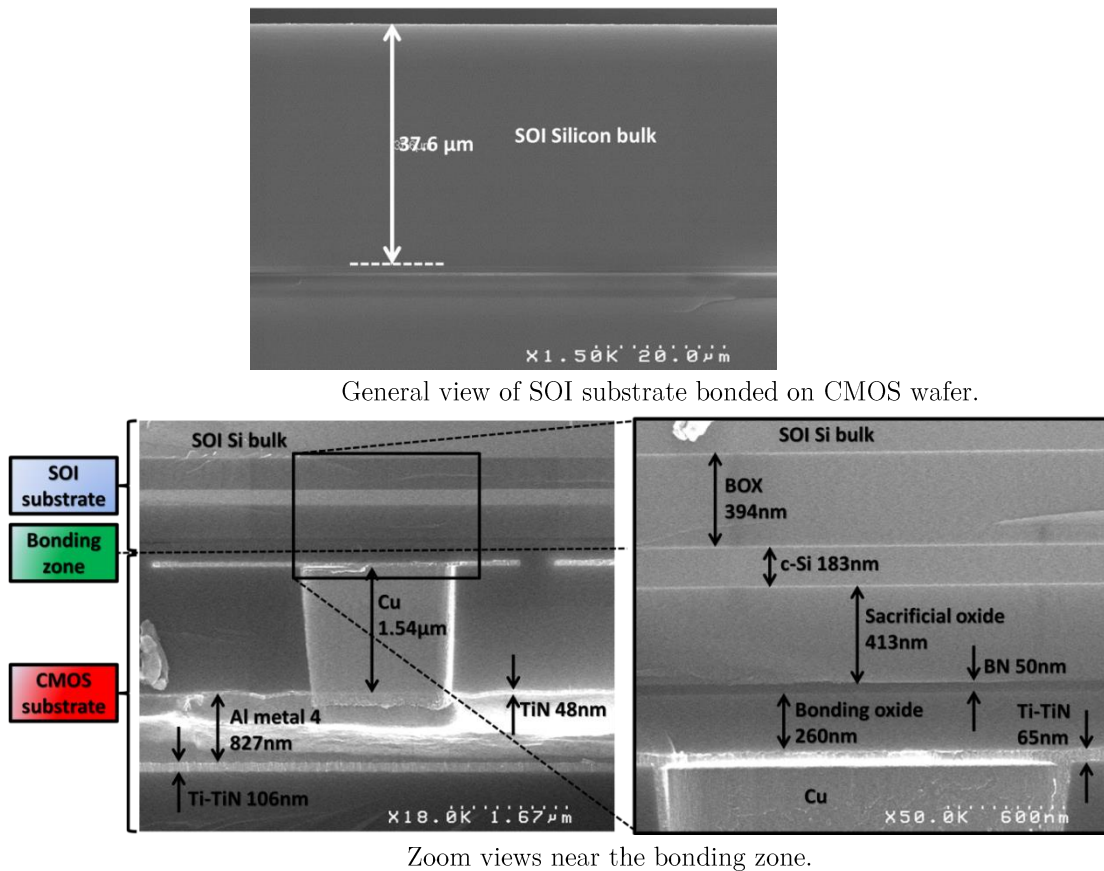 37.6 µm
SOI Silicon bulk
X1.50K 20.0µm
General view of SOI substrate bonded on CMOS wafer.
SOI
substrate
Bonding
zone
CMOS
substrate
SOI Si bulk
Cu
1.54µm
Al metal 4
827nm
TiN 48nm
Ti-TiN 106nm
X18.0K 1.67µm
SOI Si bulk
BOX
394nm
c-Si 183nm
Sacrificial oxide
413nm
BN 50nm
Bonding oxide
260nm
Ti-TiN
65nm
Cu
X50.0K 600nm
Zoom views near the bonding zone.